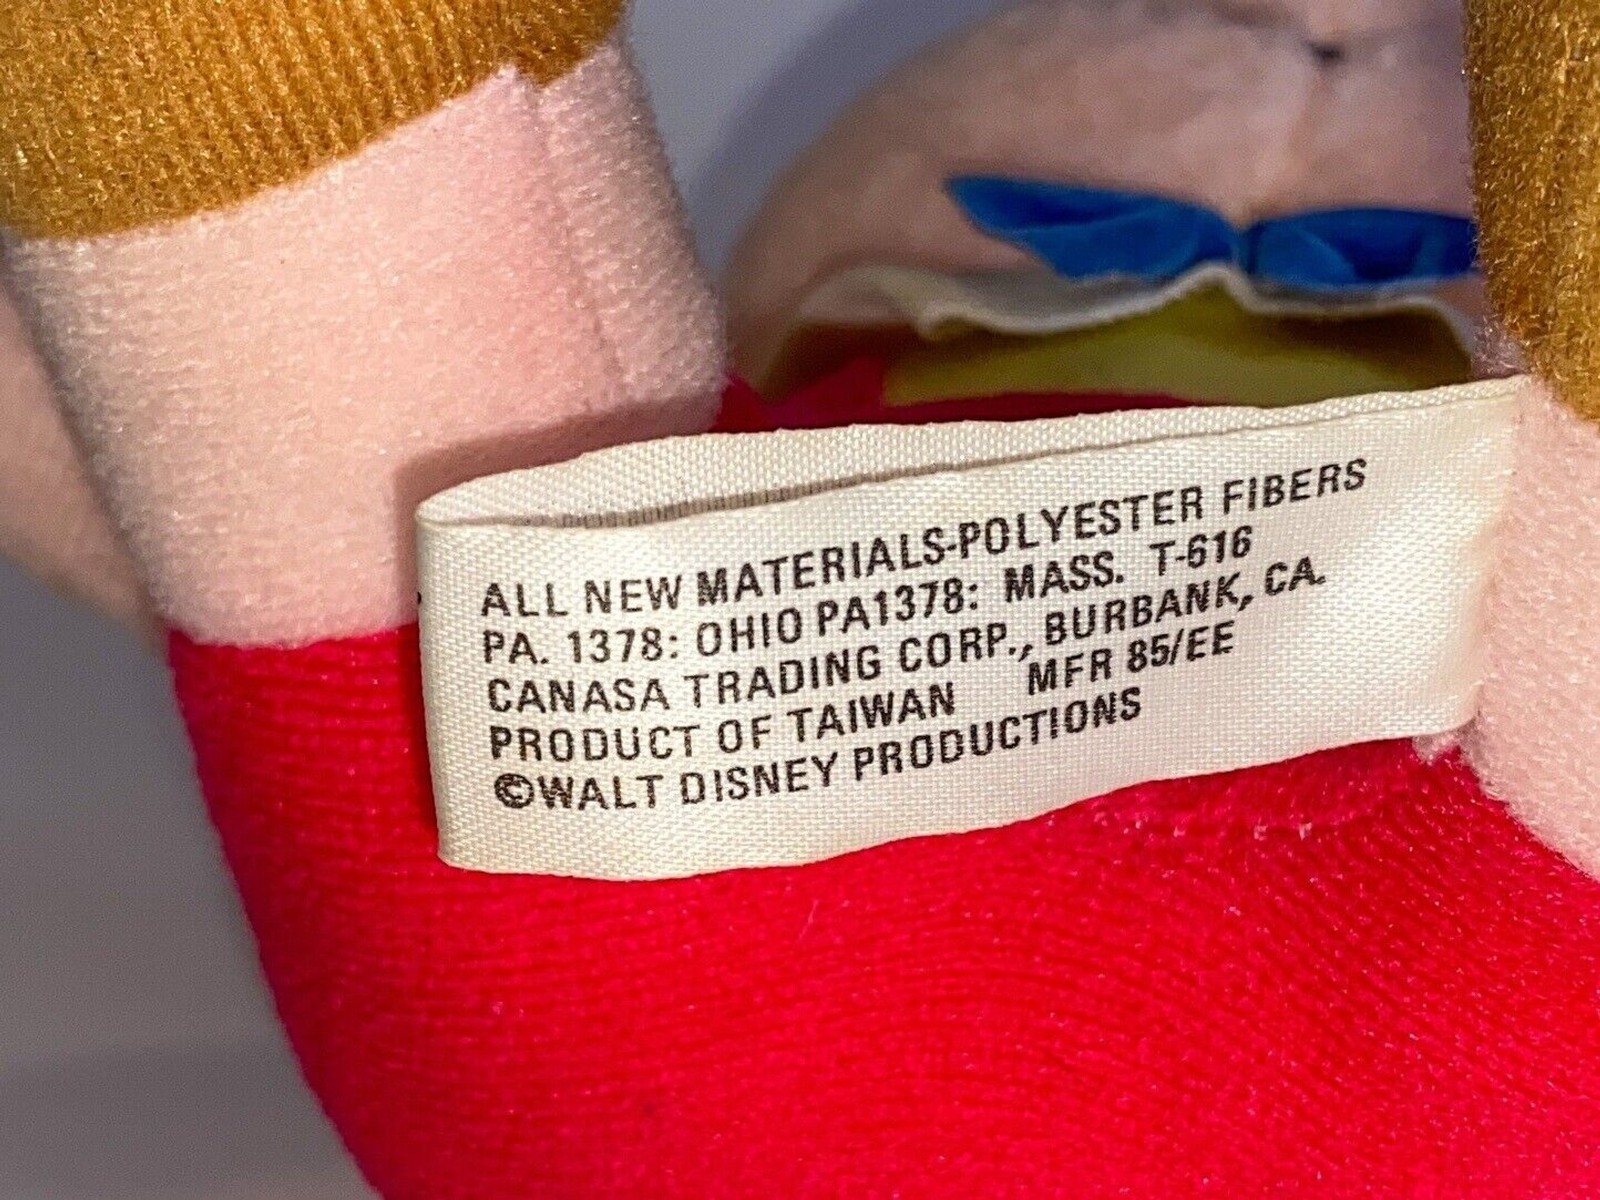 ALL NEW MATERIALS-POLYESTER FIBERS
PA. 1378: OHIO PA1378: MASS. T-616
CANASA TRADING CORP., BURBANK, CA.
PRODUCT OF TAIWAN MFR 85/EE
©WALT DISNEY PRODUCTIONS